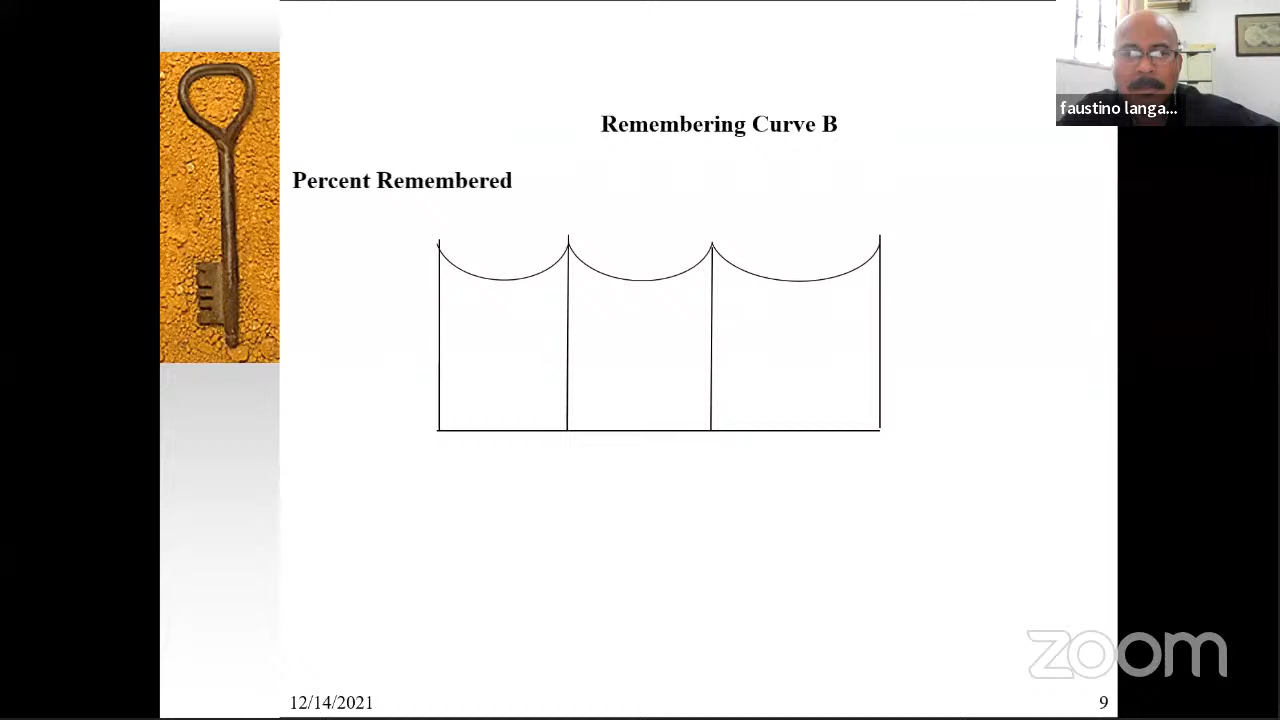 faustino langa...
Remembering Curve B
Percent Remembered
zoom
12/14/2021
9